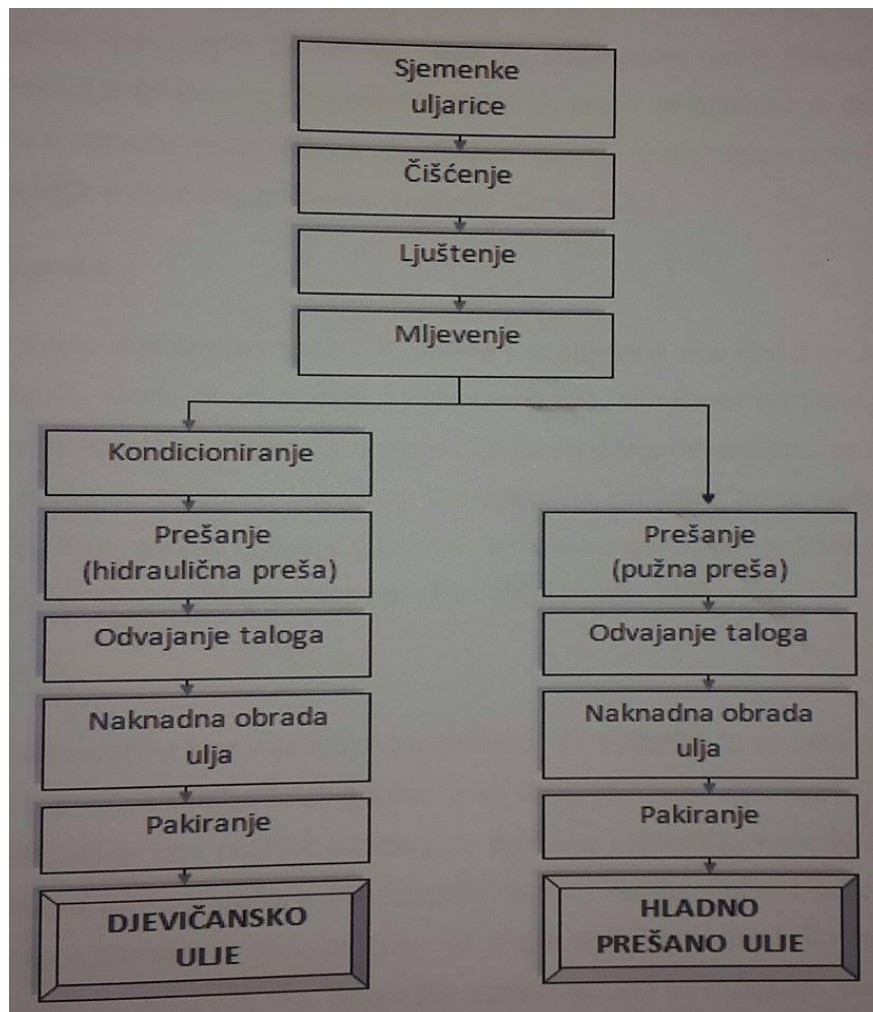 Sjemenke
uljarice
Čišćenje
Ljuštenje
Mljevenje
Kondicioniranje
Prešanje
(hidraulična preša)
Odvajanje taloga
Naknadna obrada
ulja
Pakiranje
DJEVIČANSKO
ULJE
Prešanje
(pužna preša)
Odvajanje taloga
Naknadna obrada
ulja
Pakiranje
HLADNO
PREŠANO ULJE